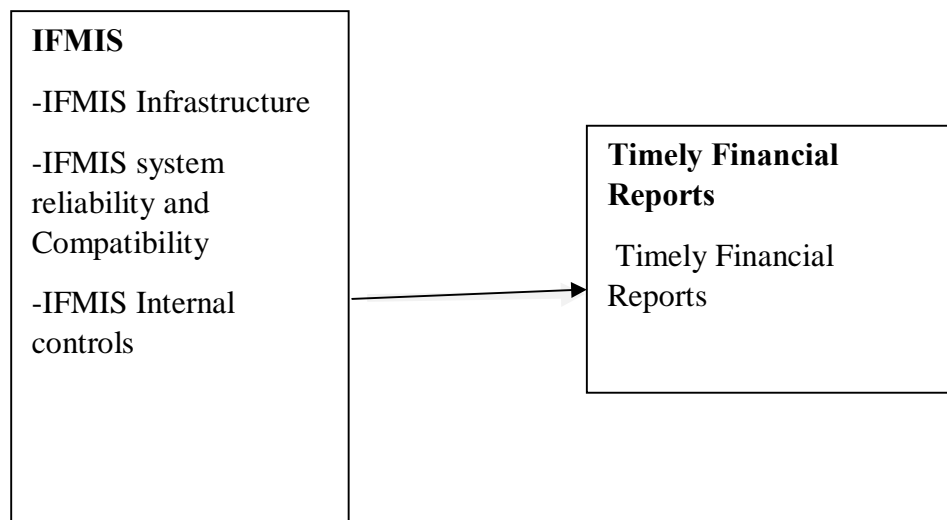 IFMIS
-IFMIS Infrastructure
-IFMIS system
reliability and
Compatibility
-IFMIS Internal
controls
Timely Financial
Reports
Timely Financial
Reports